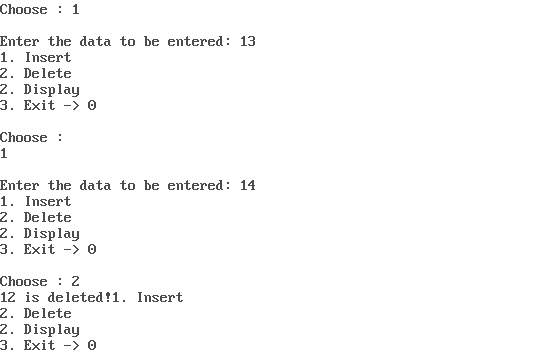 Choose : 1
Enter the data to be entered: 13
1. Insert
2. Delete
2. Display
3. Exit -> 0
Choose :
1
Enter the data to be entered: 14
1. Insert
2. Delete
2. Display
3. Exit -> 0
Choose : 2
12 is deleted!1. Insert
2. Delete
2. Display
3. Exit -> 0